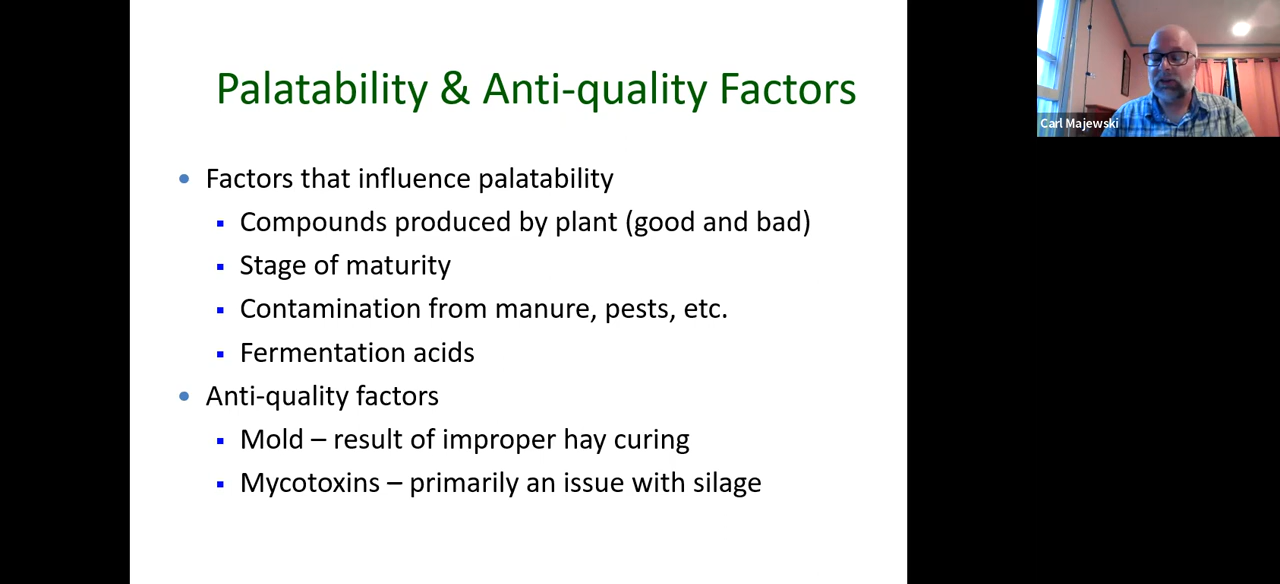 Palatability & Anti-quality Factors
• Factors that influence palatability
▪ Compounds produced by plant (good and bad)
▪ Stage of maturity
▪ Contamination from manure, pests, etc.
▪ Fermentation acids
• Anti-quality factors
▪ Mold – result of improper hay curing
▪ Mycotoxins – primarily an issue with silage
Carl Majewski